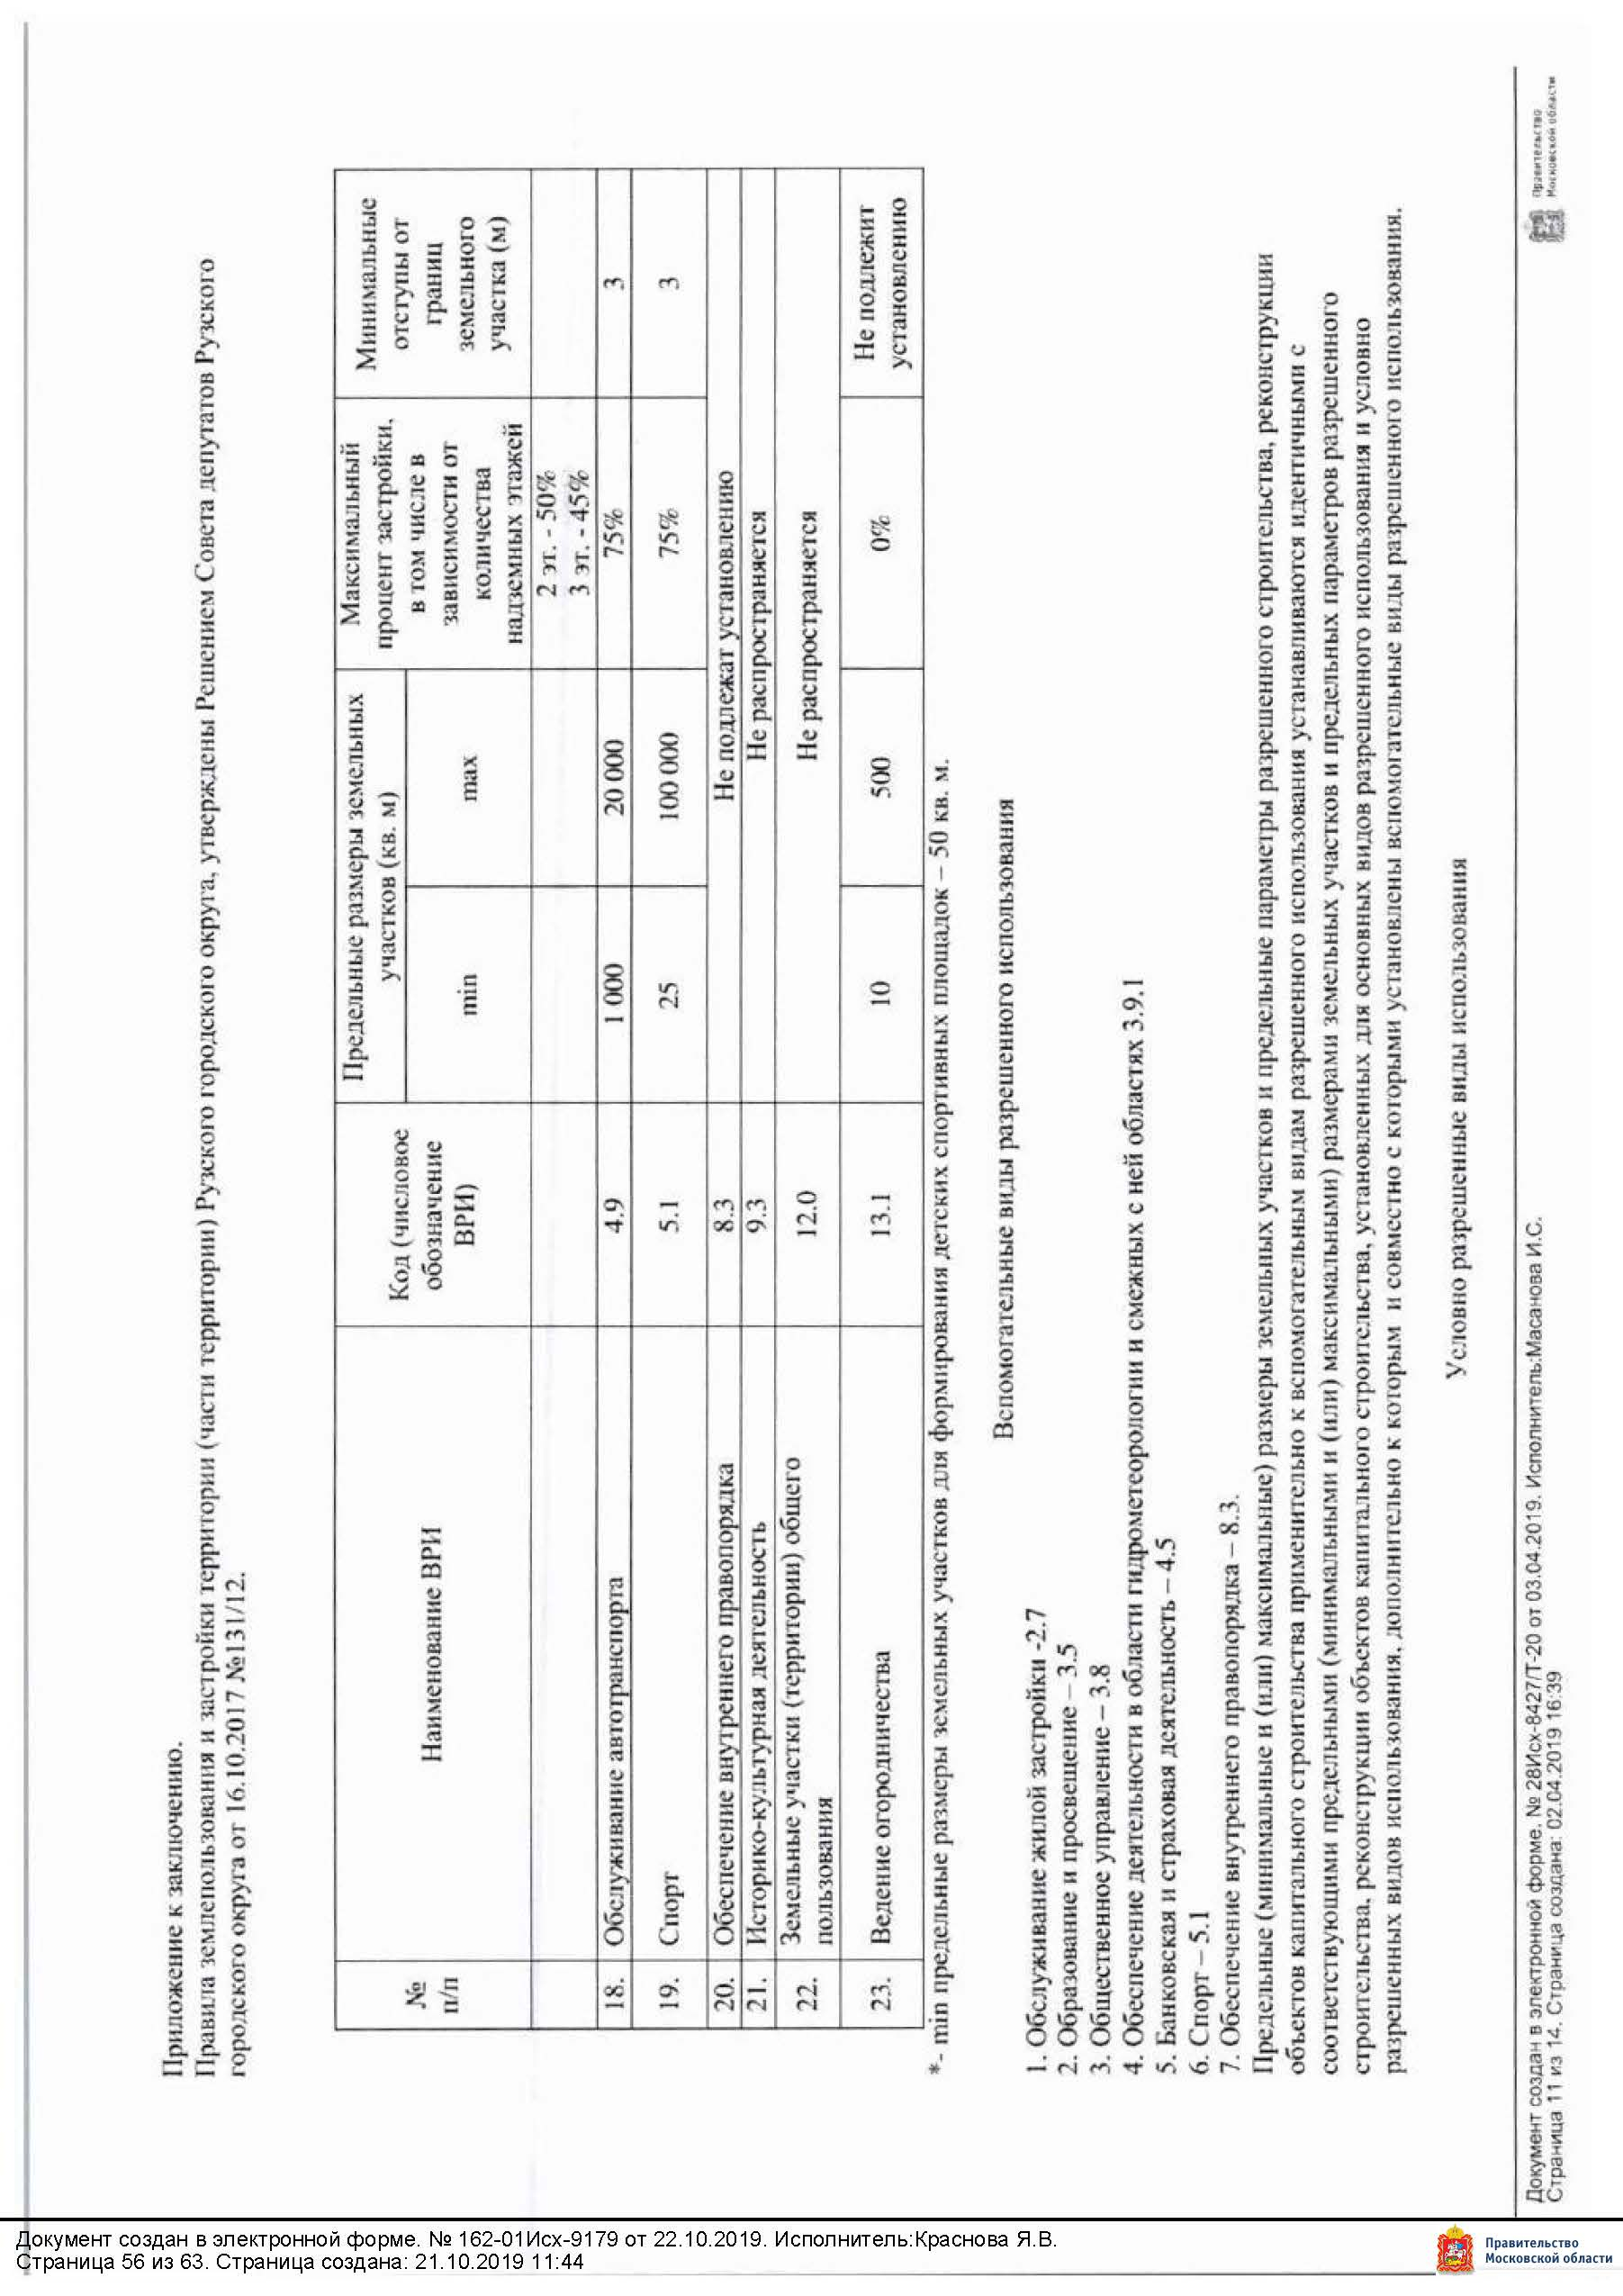 Приложение к заключению.
Правила землепользования и застройки территории (части территории) Рузского городского округа, утверждены Решением Совета депутатов Рузского
городского округа от 16.10.2017 №131/12.
№
п/п
Наименование ВРИ
Код (числовое
обозначение
ВРИ)
Предельные размеры земельных
участков (кв. м)
min
max
Максимальный
процент застройки,
в том числе в
зависимости от
количества
надземных этажей
Минимальные
отступы от
границ
земельного
участка (м)
2 эт. - 50%
3 эт. - 45%
18. Обслуживание автотранспорта 4.9 1 000 20 000 75% 3
19. Спорт 5.1 25 100 000 75% 3
20. Обеспечение внутреннего правопорядка 8.3 Не подлежат установлению
21. Историко-культурная деятельность 9.3 Не распространяется
22. Земельные участки (территории) общего
пользования 12.0 Не распространяется
23. Ведение огородничества 13.1 10 500 0% Не подлежит
установлению
*- min предельные размеры земельных участков для формирования детских спортивных площадок – 50 кв. м.
Вспомогательные виды разрешенного использования
1. Обслуживание жилой застройки -2.7
2. Образование и просвещение – 3.5
3. Общественное управление – 3.8
4. Обеспечение деятельности в области гидрометеорологии и смежных с ней областях 3.9.1
5. Банковская и страховая деятельность – 4.5
6. Спорт – 5.1
7. Обеспечение внутреннего правопорядка – 8.3.
Предельные (минимальные и (или) максимальные) размеры земельных участков и предельные параметры разрешенного строительства, реконструкции
объектов капитального строительства применительно к вспомогательным видам разрешенного использования устанавливаются идентичными с
соответствующими предельными (минимальными и (или) максимальными) размерами земельных участков и предельных параметров разрешенного
строительства, реконструкции объектов капитального строительства, установленных для основных видов разрешенного использования и условно
разрешенных видов использования, дополнительно к которым и совместно с которыми установлены вспомогательные виды разрешенного использования.
Условно разрешенные виды использования
Документ создан в электронной форме. № 28Исх-8427/Т-20 от 03.04.2019. Исполнитель:Масанова И.С.
Страница 11 из 14. Страница создана: 02.04.2019 16:39
Правительство
Московской области
Документ создан в электронной форме. № 162-01Исх-9179 от 22.10.2019. Исполнитель:Краснова Я.В.
Страница 56 из 63. Страница создана: 21.10.2019 11:44
Правительство
Московской области